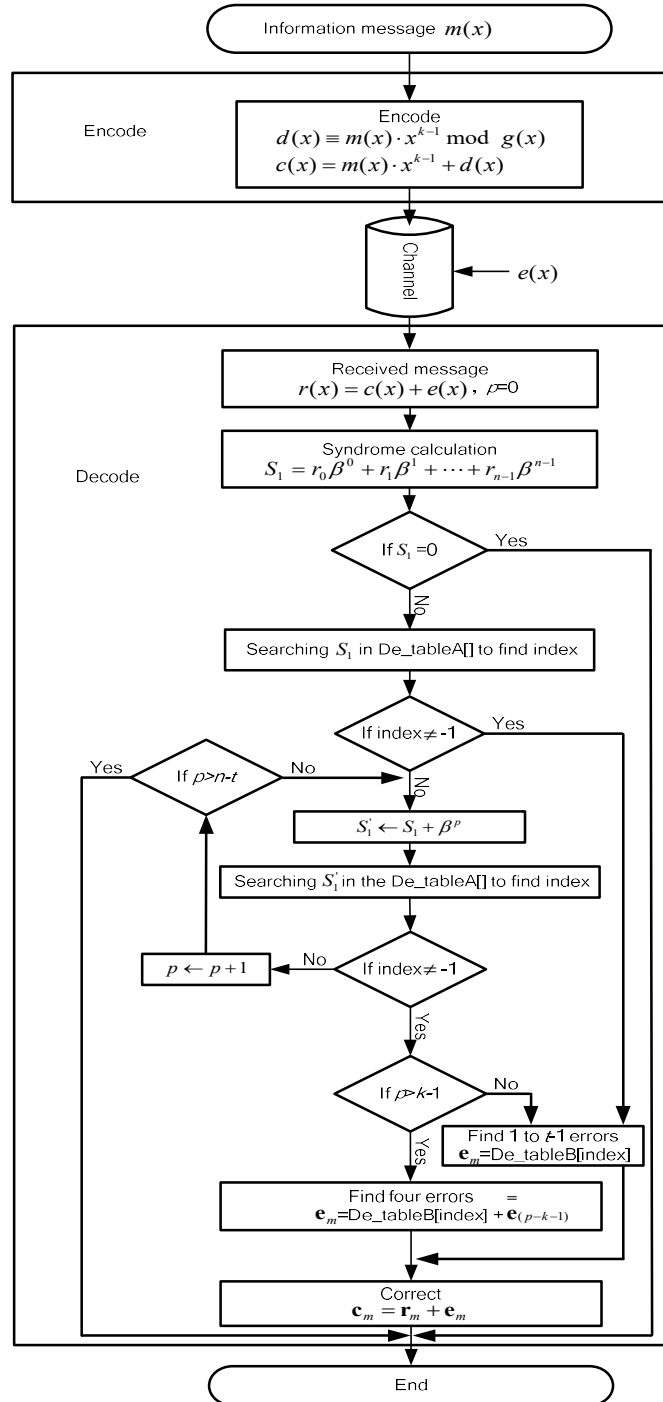 Information message m(x)
Encode
Encode
d(x) ≡ m(x)·x^{k-1} mod g(x)
c(x) = m(x)·x^{k-1} + d(x)
Channel
e(x)
Decode
Received message
r(x) = c(x) + e(x), p=0
Syndrome calculation
S_1 = r_0 β^0 + r_1 β^1 + ⋯ + r_{n-1} β^{n-1}
If S_1 =0
Yes
No
Searching S_1 in De_tableA[] to find index
If index≠-1
Yes
No
If p>n-t
Yes
No
S_1' ← S_1 + β^p
Searching S_1' in the De_tableA[] to find index
If index≠-1
No
p ← p+1
Yes
If p>k-1
No
Find 1 to t-1 errors
e_m=De_tableB[index]
Yes
Find four errors =
e_m=De_tableB[index] + e_{(p-k-1)}
Correct
c_m = r_m + e_m
End